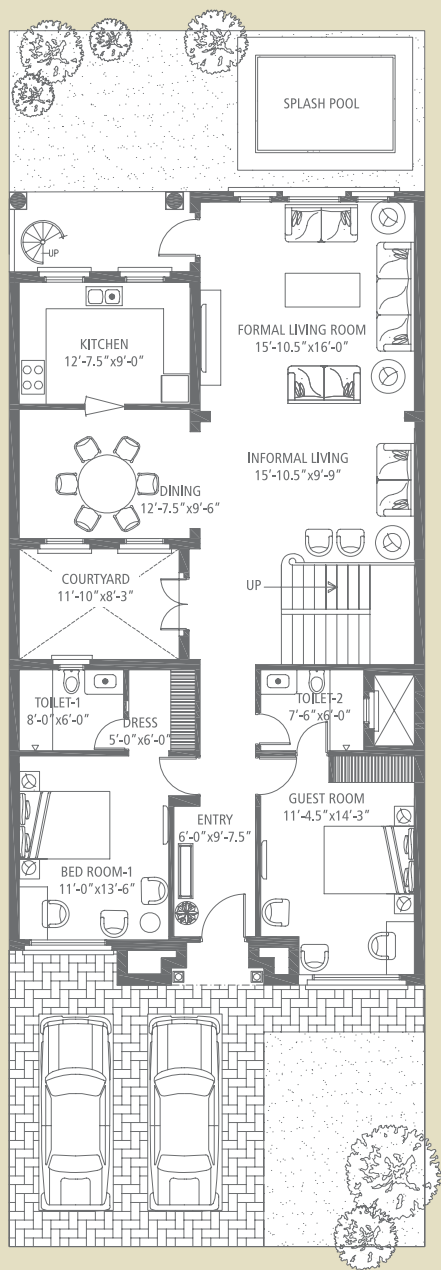 SPLASH POOL
UP
KITCHEN
12'-7.5"x9'-0"
FORMAL LIVING ROOM
15'-10.5"x16'-0"
INFORMAL LIVING
15'-10.5"x9'-9"
DINING
12'-7.5"x9'-6"
COURTYARD
11'-10"x8'-3"
UP
TOILET-1
8'-0"x6'-0"
DRESS
5'-0"x6'-0"
TOILET-2
7'-6"x6'-0"
GUEST ROOM
11'-4.5"x14'-3"
ENTRY
6'-0"x9'-7.5"
BED ROOM-1
11'-0"x13'-6"